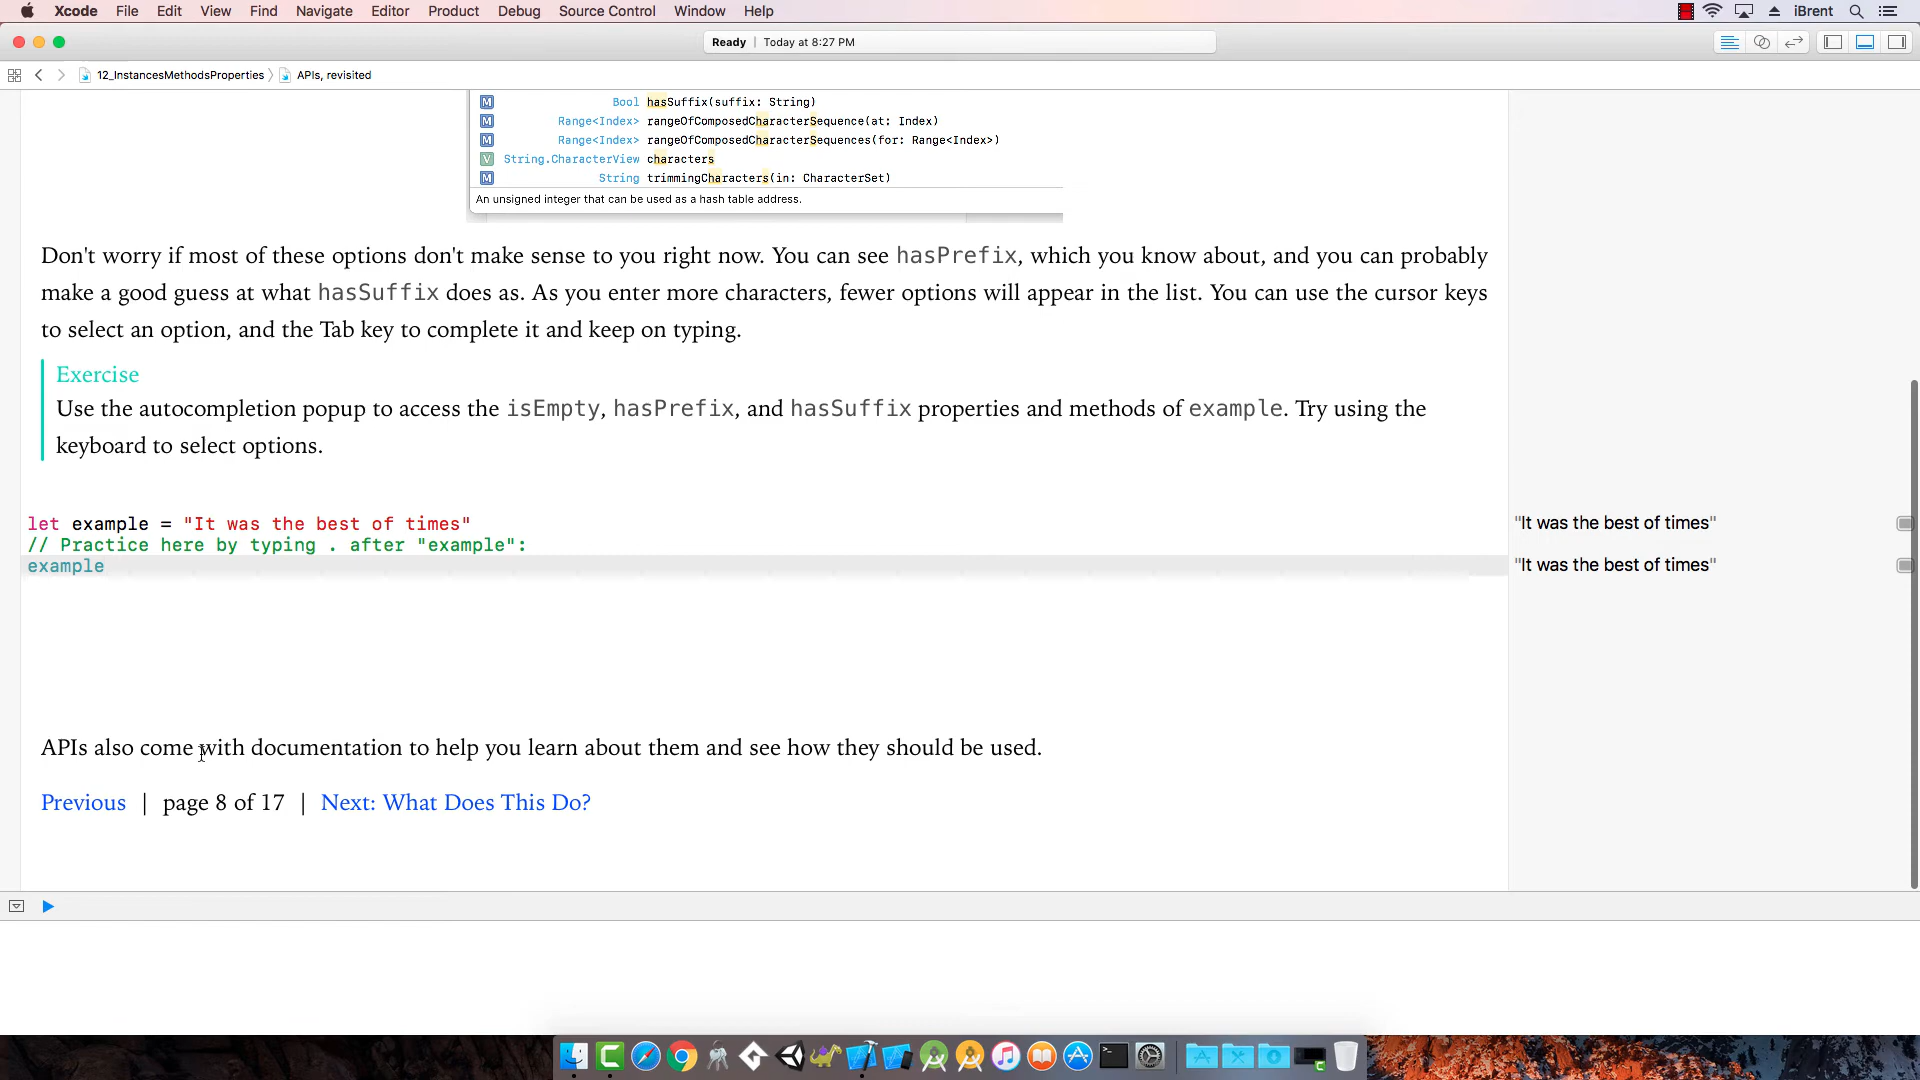 Xcode File Edit View Find Navigate Editor Product Debug Source Control Window Help iBrent
Ready | Today at 8:27 PM
12_InstancesMethodsProperties APIs, revisited
M Bool hasSuffix(suffix: String)
M Range<Index> rangeOfComposedCharacterSequence(at: Index)
M Range<Index> rangeOfComposedCharacterSequences(for: Range<Index>)
V String.CharacterView characters
M String trimmingCharacters(in: CharacterSet)
An unsigned integer that can be used as a hash table address.
Don't worry if most of these options don't make sense to you right now. You can see hasPrefix, which you know about, and you can probably
make a good guess at what hasSuffix does as. As you enter more characters, fewer options will appear in the list. You can use the cursor keys
to select an option, and the Tab key to complete it and keep on typing.
Exercise
Use the autocompletion popup to access the isEmpty, hasPrefix, and hasSuffix properties and methods of example. Try using the
keyboard to select options.
let example = "It was the best of times" "It was the best of times"
// Practice here by typing . after "example":
example "It was the best of times"
APIs also come with documentation to help you learn about them and see how they should be used.
Previous | page 8 of 17 | Next: What Does This Do?